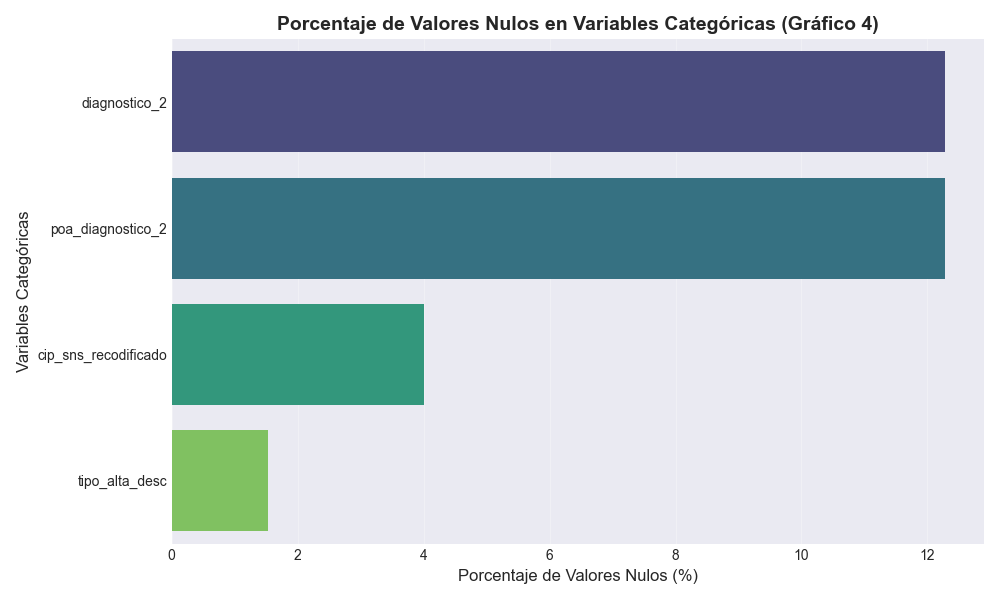 Porcentaje de Valores Nulos en Variables Categóricas (Gráfico 4)
Variables Categóricas
diagnostico_2
poa_diagnostico_2
cip_sns_recodificado
tipo_alta_desc
0 2 4 6 8 10 12
Porcentaje de Valores Nulos (%)